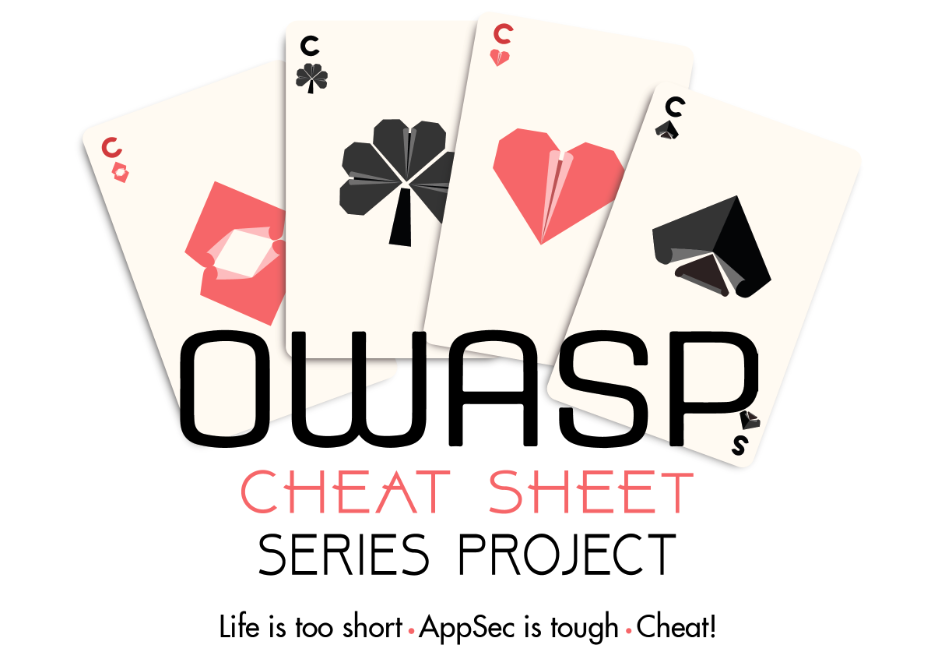 C
C
C
C
OWASP
S
CHEAT SHEET
SERIES PROJECT
Life is too short • AppSec is tough • Cheat!